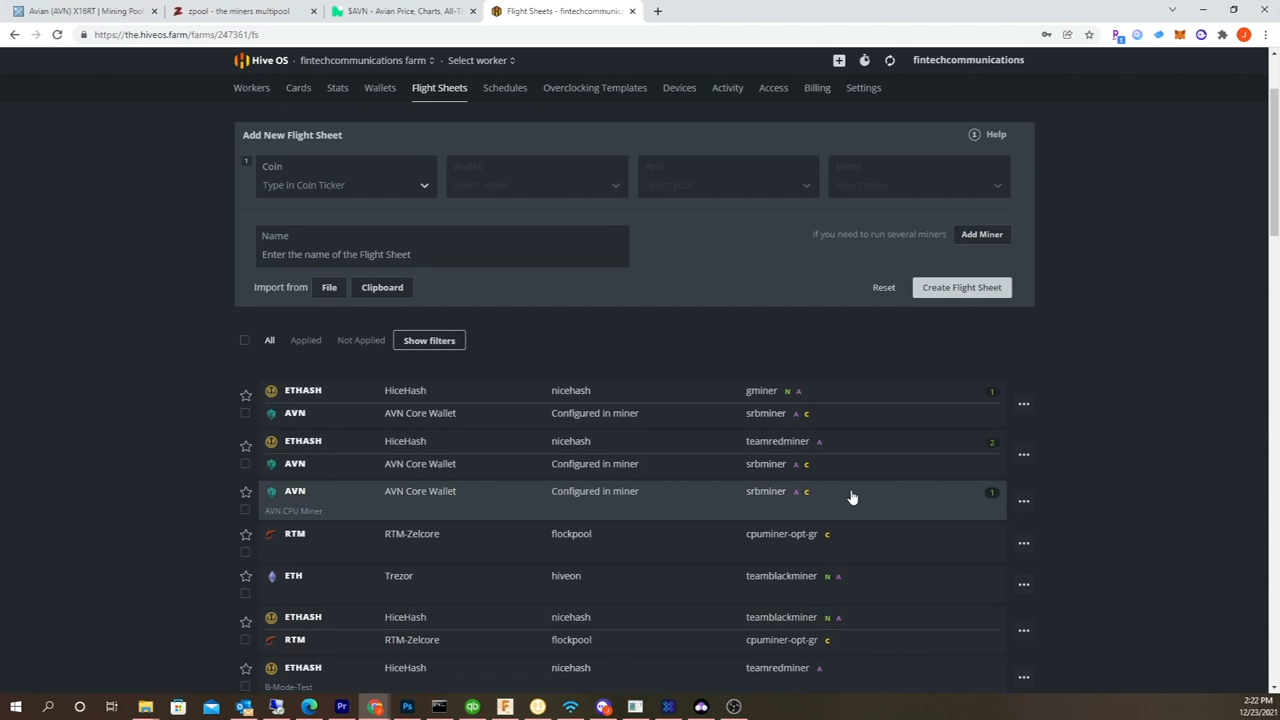 Avian (AVN) X16RT | Mining Poo
zpool - the miners multipool
$AVN - Avian Price, Charts, All-Ti
Flight Sheets - fintechcommunic
https://the.hiveos.farm/farms/247361/fs
Hive OS fintechcommunications farm Select worker fintechcommunications
Workers Cards Stats Wallets Flight Sheets Schedules Overclocking Templates Devices Activity Access Billing Settings
Add New Flight Sheet 1 Help
1 Coin Wallet Pool Miner
Type in Coin Ticker Select wallet Select pool Select miner
Name
Enter the name of the Flight Sheet
If you need to run several miners Add Miner
Import from File Clipboard Reset Create Flight Sheet
All Applied Not Applied Show filters
ETHASH HiceHash nicehash gminer N A 1
AVN AVN Core Wallet Configured in miner srbminer A C
ETHASH HiceHash nicehash teamredminer A 2
AVN AVN Core Wallet Configured in miner srbminer A C
AVN AVN Core Wallet Configured in miner srbminer A C 1
AVN CPU Miner
RTM RTM-Zelcore flockpool cpuminer-opt-gr C
ETH Trezor hiveon teamblackminer N A
ETHASH HiceHash nicehash teamblackminer N A
RTM RTM-Zelcore flockpool cpuminer-opt-gr C
ETHASH HiceHash nicehash teamredminer A
B-Mode-Test
2:22 PM
12/23/2021